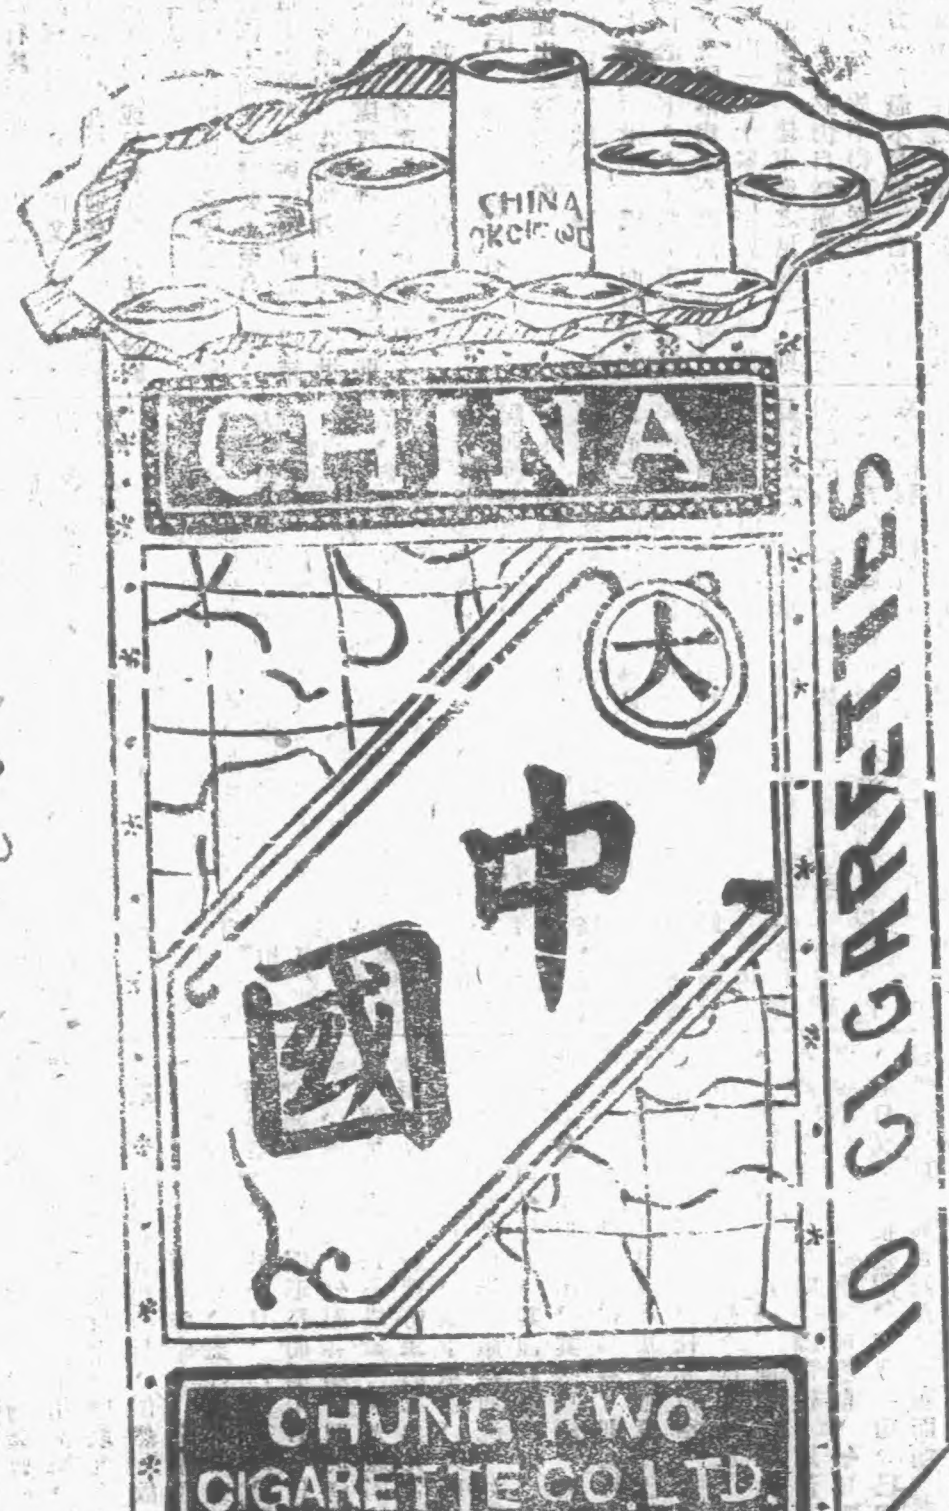 CHINA
CHINA
大
中
國
10 CIGARETTES
CHUNG KWO
CIGARETTE CO. LTD.